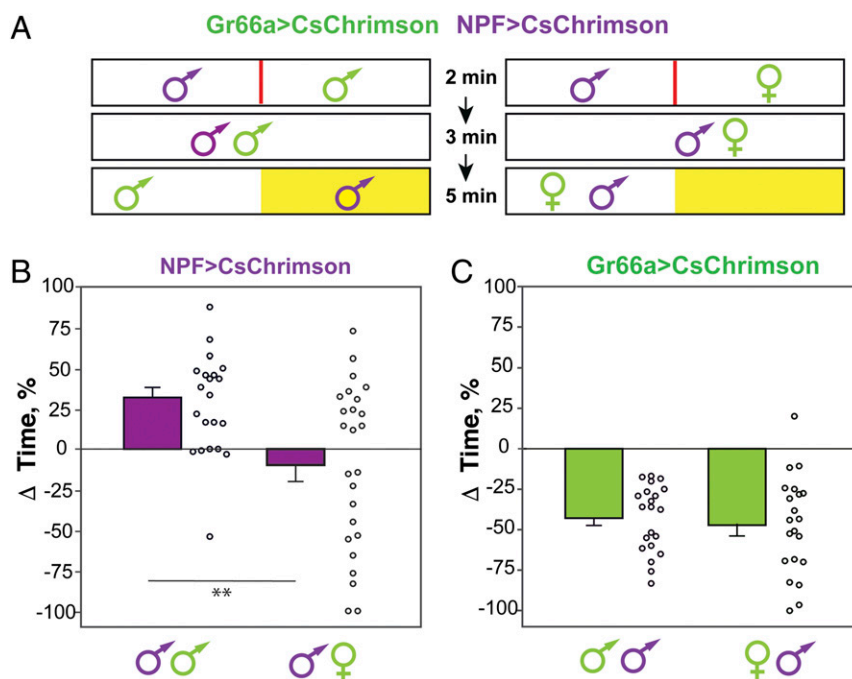 A
Gr66a>CsChrimson NPF>CsChrimson
2 min
3 min
5 min
B
NPF>CsChrimson
Δ Time, %
100
75
50
25
0
-25
-50
-75
-100
**
C
Gr66a>CsChrimson
Δ Time, %
100
75
50
25
0
-25
-50
-75
-100